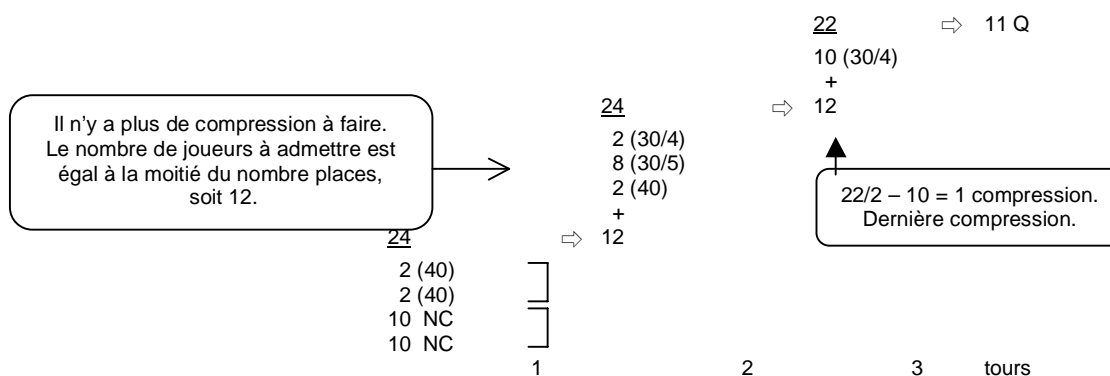 22 ⇨ 11 Q
10 (30/4)
+
24 ⇨ 12
2 (30/4)
8 (30/5)
2 (40)
+
24 ⇨ 12
2 (40)
2 (40)
10 NC
10 NC
Il n'y a plus de compression à faire.
Le nombre de joueurs à admettre est
égal à la moitié du nombre places,
soit 12.
22/2 – 10 = 1 compression.
Dernière compression.
1 2 3 tours